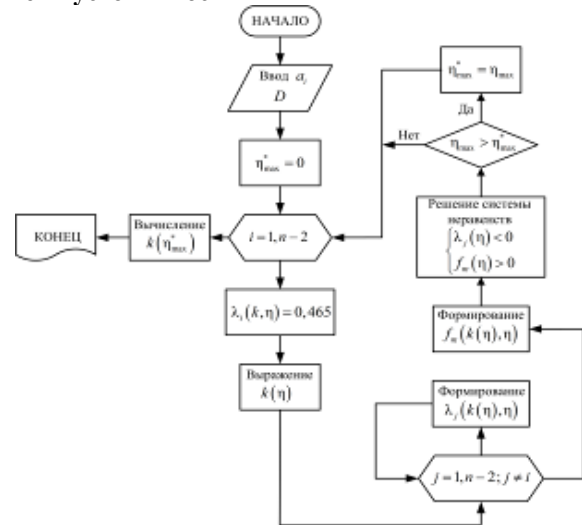 НАЧАЛО
Ввод aᵢ
D
η*ₘₐₓ = 0
i = 1, n − 2
Вычисление
k(η*ₘₐₓ)
КОНЕЦ
λᵢ(k, η) = 0,465
Выражение
k(η)
j = 1, n − 2; j ≠ i
Формирование
λⱼ(k(η), η)
Формирование
fₘ(k(η), η)
Решение системы
неравенств
λⱼ(η) < 0
fₘ(η) > 0
ηₘₐₓ > η*ₘₐₓ
Нет
Да
η*ₘₐₓ = ηₘₐₓ